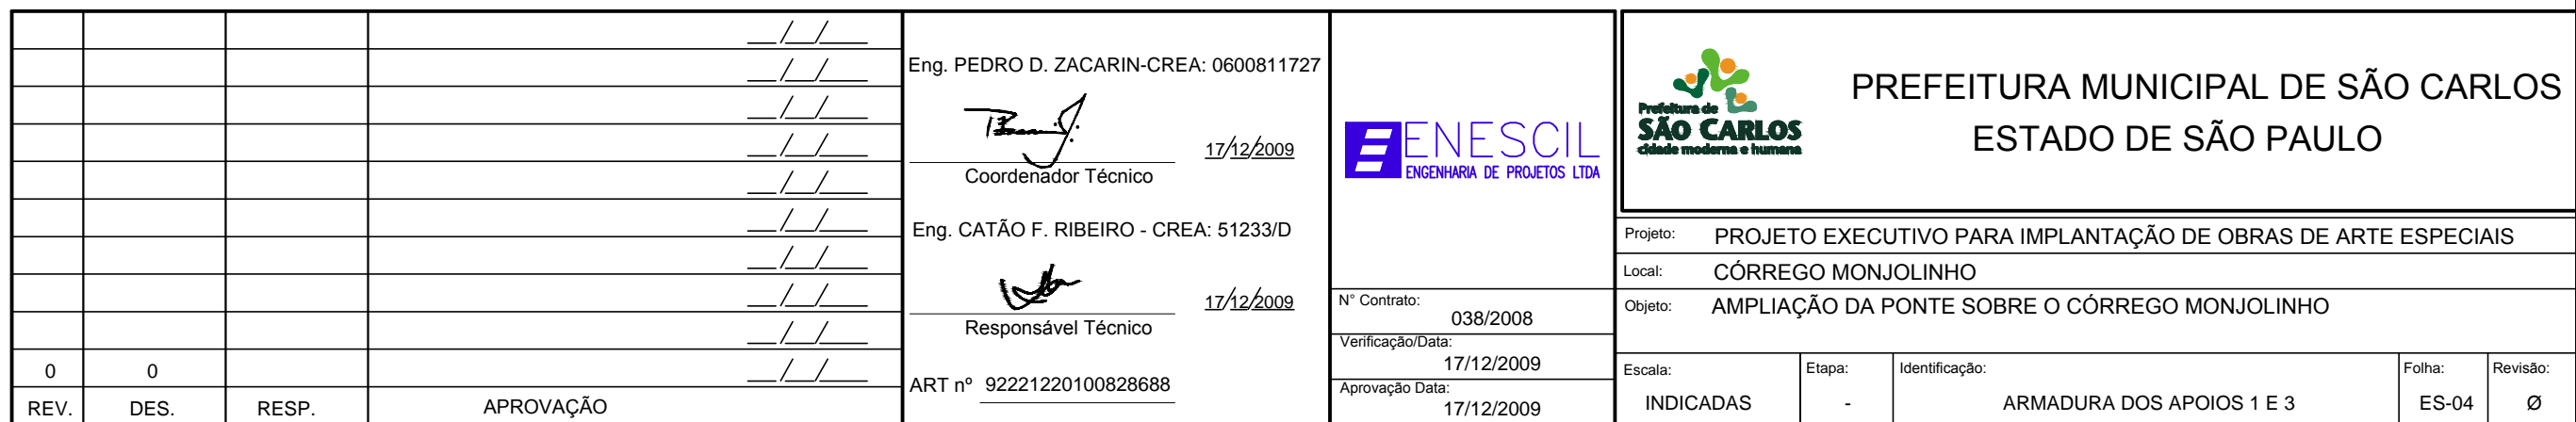 __/__/____
__/__/____
__/__/____
__/__/____
__/__/____
__/__/____
__/__/____
__/__/____
__/__/____
0 0 __/__/____
REV. DES. RESP. APROVAÇÃO
Eng. PEDRO D. ZACARIN-CREA: 0600811727
17/12/2009
Coordenador Técnico
Eng. CATÃO F. RIBEIRO - CREA: 51233/D
17/12/2009
Responsável Técnico
ART nº 92221220100828688
ENESCIL
ENGENHARIA DE PROJETOS LTDA
N° Contrato:
038/2008
Verificação/Data:
17/12/2009
Aprovação Data:
17/12/2009
Prefeitura de
SÃO CARLOS
cidade moderna e humana
PREFEITURA MUNICIPAL DE SÃO CARLOS
ESTADO DE SÃO PAULO
Projeto: PROJETO EXECUTIVO PARA IMPLANTAÇÃO DE OBRAS DE ARTE ESPECIAIS
Local: CÓRREGO MONJOLINHO
Objeto: AMPLIAÇÃO DA PONTE SOBRE O CÓRREGO MONJOLINHO
Escala: Etapa: Identificação: Folha: Revisão:
INDICADAS - ARMADURA DOS APOIOS 1 E 3 ES-04 Ø